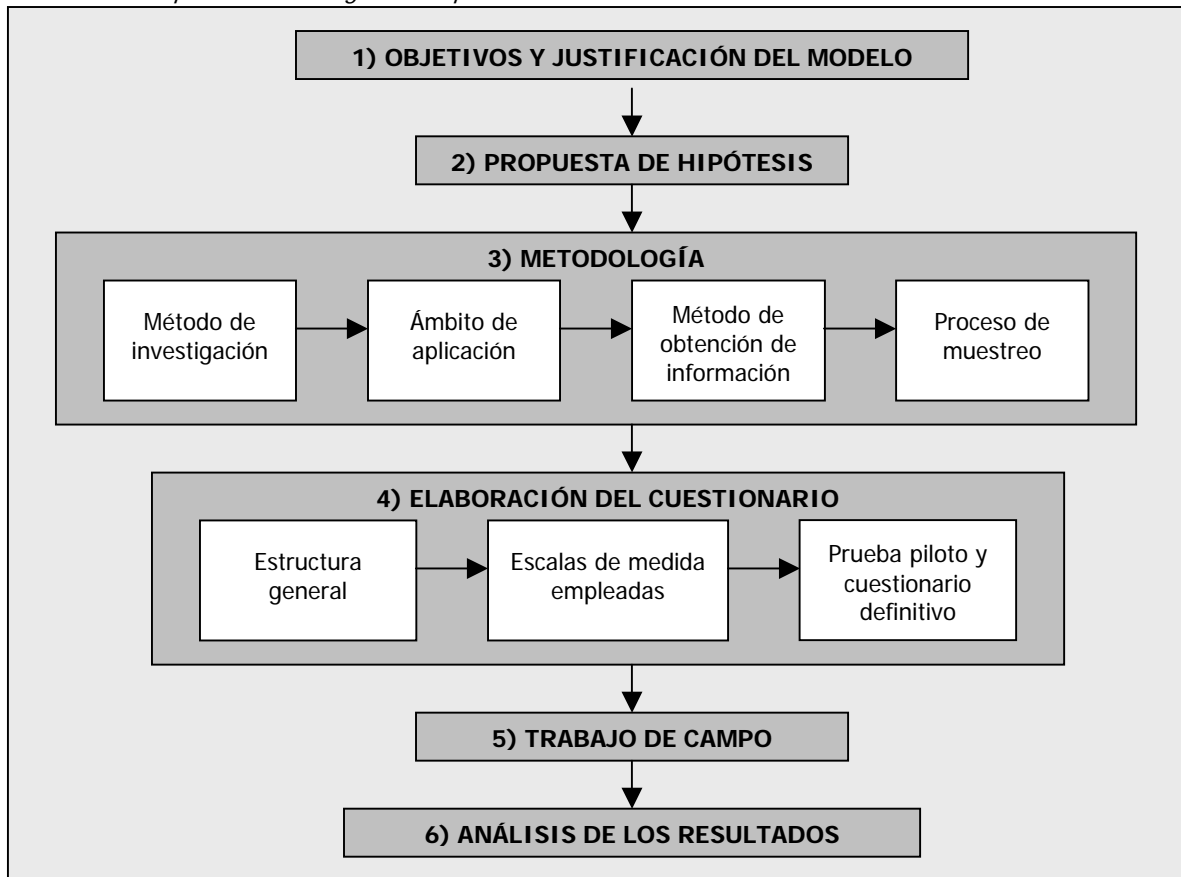 1) OBJETIVOS Y JUSTIFICACIÓN DEL MODELO
2) PROPUESTA DE HIPÓTESIS
3) METODOLOGÍA
Método de
investigación
Ámbito de
aplicación
Método de
obtención de
información
Proceso de
muestreo
4) ELABORACIÓN DEL CUESTIONARIO
Estructura
general
Escalas de medida
empleadas
Prueba piloto y
cuestionario
definitivo
5) TRABAJO DE CAMPO
6) ANÁLISIS DE LOS RESULTADOS